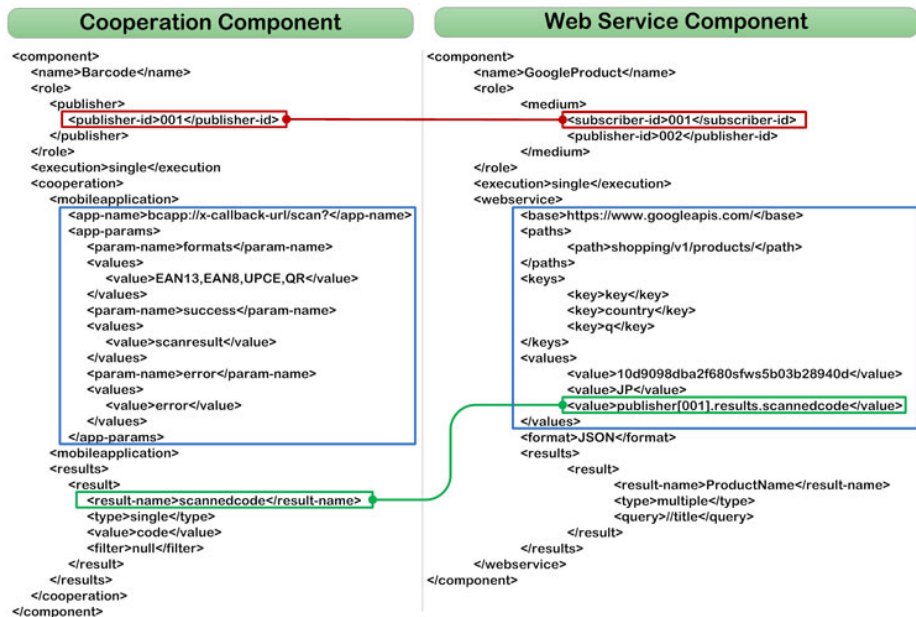 Cooperation Component
<component>
<name>Barcode</name>
<role>
<publisher>
<publisher-id>001</publisher-id>
</publisher>
</role>
<execution>single</execution
<cooperation>
<mobileapplication>
<app-name>bcapp://x-callback-url/scan?</app-name>
<app-params>
<param-name>formats</param-name>
<values>
<value>EAN13,EAN8,UPCE,QR</value>
</values>
<param-name>success</param-name>
<values>
<value>scanresult</value>
</values>
<param-name>error</param-name>
<values>
<value>error</value>
</values>
</app-params>
<mobileapplication>
<results>
<result>
<result-name>scannedcode</result-name>
<type>single</type>
<value>code</value>
<filter>null</filter>
</result>
</results>
</cooperation>
</component>
Web Service Component
<component>
<name>GoogleProduct</name>
<role>
<medium>
<subscriber-id>001</subscriber-id>
<publisher-id>002</publisher-id>
</medium>
</role>
<execution>single</execution>
<webservice>
<base>https://www.googleapis.com/</base>
<paths>
<path>shopping/v1/products/</path>
</paths>
<keys>
<key>key</key>
<key>country</key>
<key>q</key>
</keys>
<values>
<value>10d9098dba2f680sfws5b03b28940d</value>
<value>JP</value>
<value>publisher[001].results.scannedcode</value>
</values>
<format>JSON</format>
<results>
<result>
<result-name>ProductName</result-name>
<type>multiple</type>
<query>//title</query>
</result>
</results>
</webservice>
</component>